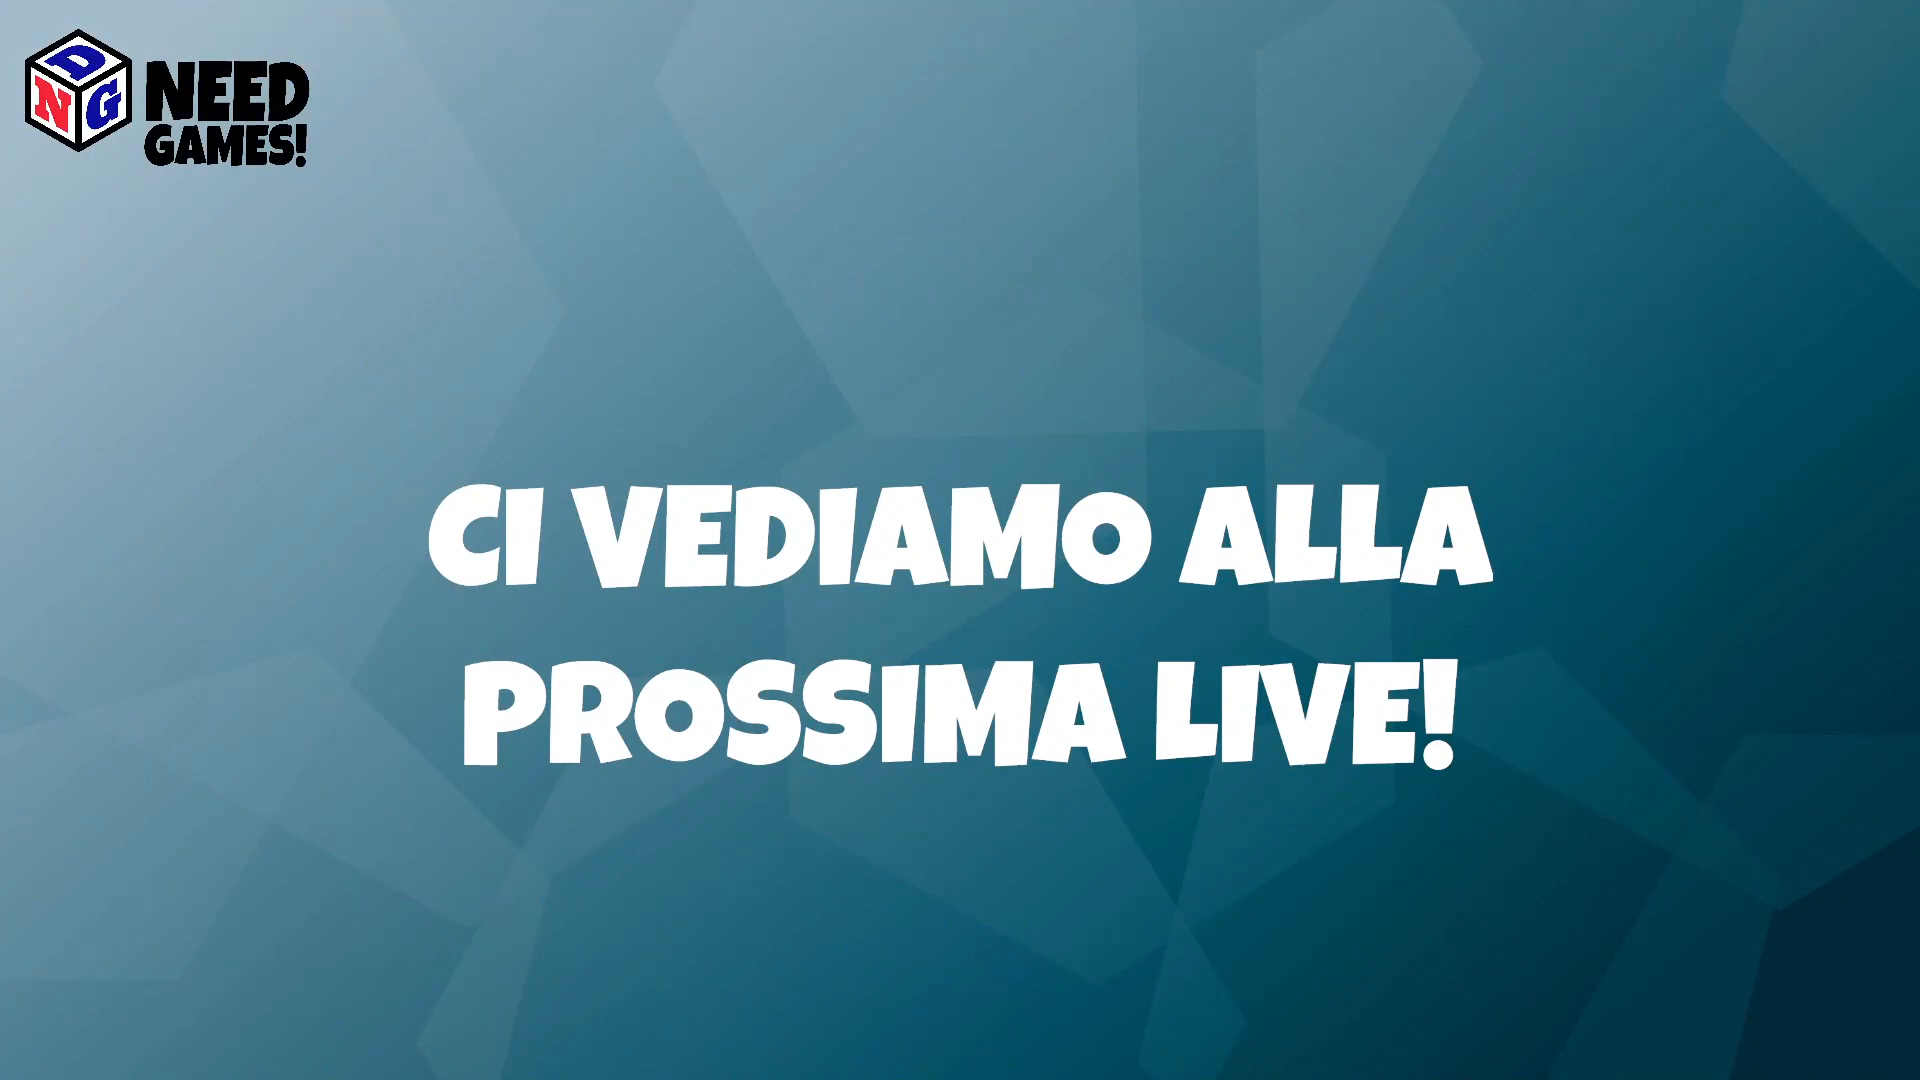 D
N G
NEED
GAMES!
CI VEDIAMO ALLA
PROSSIMA LIVE!